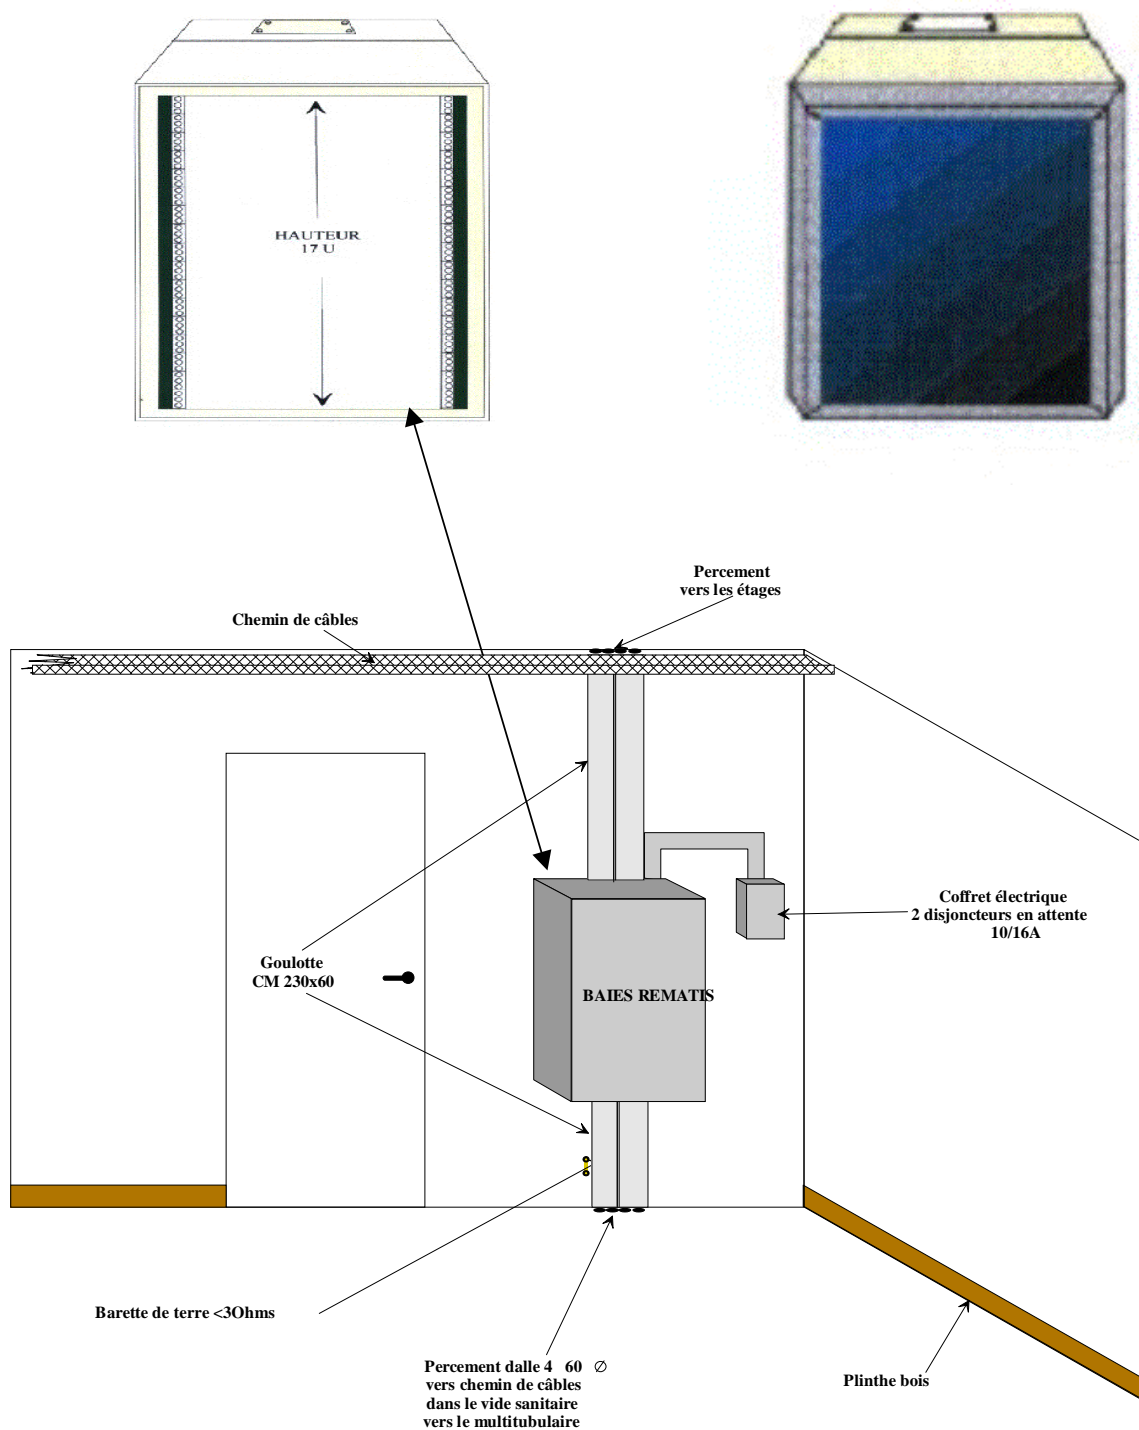 HAUTEUR
17 U
Percement
vers les étages
Chemin de câbles
Coffret électrique
2 disjoncteurs en attente
10/16A
Goulotte
CM 230x60
BAIES REMATIS
Barette de terre <3Ohms
Percement dalle 4 60 ∅
vers chemin de câbles
dans le vide sanitaire
vers le multitubulaire
Plinthe bois